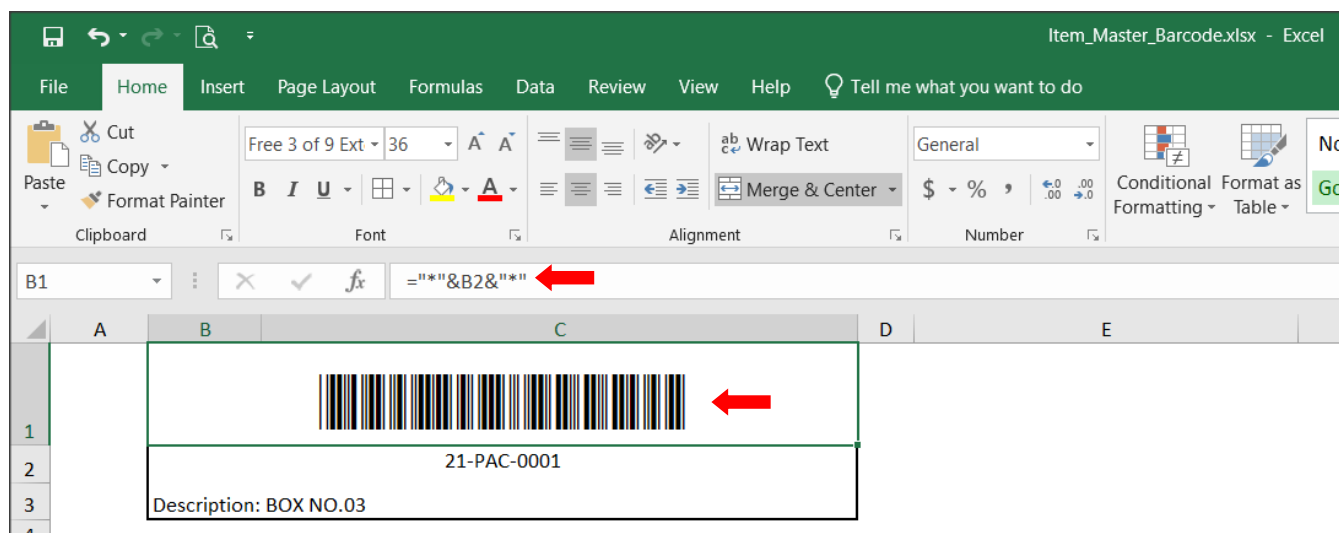 Item_Master_Barcode.xlsx - Excel
File Home Insert Page Layout Formulas Data Review View Help Tell me what you want to do
Cut
Copy
Format Painter
Paste
Free 3 of 9 Ext 36
B I U
Wrap Text
Merge & Center
General
$ % ,
Conditional Formatting
Format as Table
Clipboard Font Alignment Number
B1 fx ="*"&B2&"*"
A B C D E
1
2 21-PAC-0001
3 Description: BOX NO.03